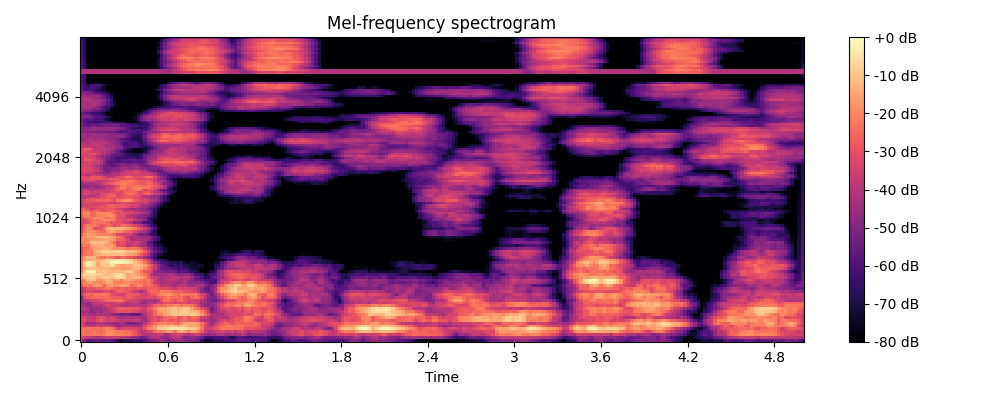 Mel-frequency spectrogram
Hz
4096
2048
1024
512
0
0 0.6 1.2 1.8 2.4 3 3.6 4.2 4.8
Time
+0 dB
-10 dB
-20 dB
-30 dB
-40 dB
-50 dB
-60 dB
-70 dB
-80 dB